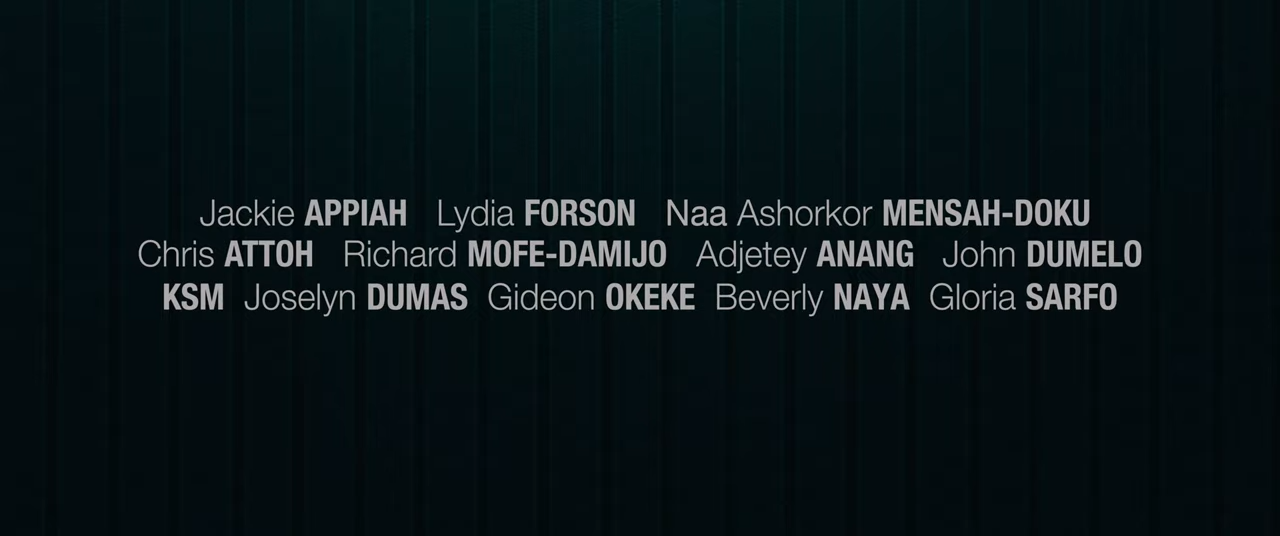 Jackie APPIAH Lydia FORSON Naa Ashorkor MENSAH-DOKU
Chris ATTOH Richard MOFE-DAMIJO Adjetey ANANG John DUMELO
KSM Joselyn DUMAS Gideon OKEKE Beverly NAYA Gloria SARFO